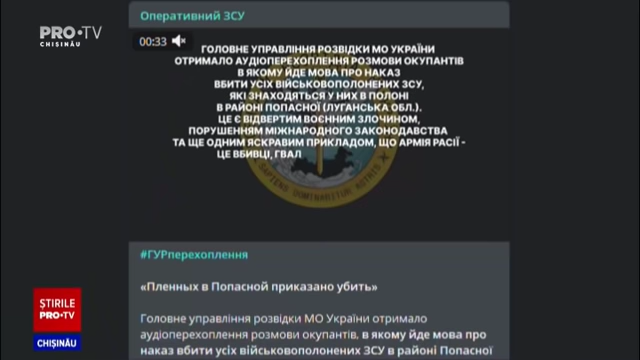 PRO•TV
CHIȘINĂU
Оперативний ЗСУ
00:33
ГОЛОВНЕ УПРАВЛІННЯ РОЗВІДКИ МО УКРАЇНИ
ОТРИМАЛО АУДІОПЕРЕХОПЛЕННЯ РОЗМОВИ ОКУПАНТІВ
В ЯКОМУ ЙДЕ МОВА ПРО НАКАЗ
ВБИТИ УСІХ ВІЙСЬКОВОПОЛОНЕНИХ ЗСУ,
ЯКІ ЗНАХОДЯТЬСЯ У НИХ В ПОЛОНІ
В РАЙОНІ ПОПАСНОЇ (ЛУГАНСЬКА ОБЛ.).
ЦЕ Є ВІДВЕРТИМ ВОЄННИМ ЗЛОЧИНОМ,
ПОРУШЕННЯМ МІЖНАРОДНОГО ЗАКОНОДАВСТВА
ТА ЩЕ ОДНИМ ЯСКРАВИМ ПРИКЛАДОМ, ЩО АРМІЯ РАСІЇ -
ЦЕ ВБИВЦІ, ГВАЛ
SAPIENS DOMINABITUR ASTRIS
#ГУРперехоплення
«Пленных в Попасной приказано убить»
Головне управління розвідки МО України отримало
аудіоперехоплення розмови окупантів, в якому йде мова про
наказ вбити усіх військовополонених ЗСУ в районі Попасної
ȘTIRILE
PRO•TV
CHIȘINĂU